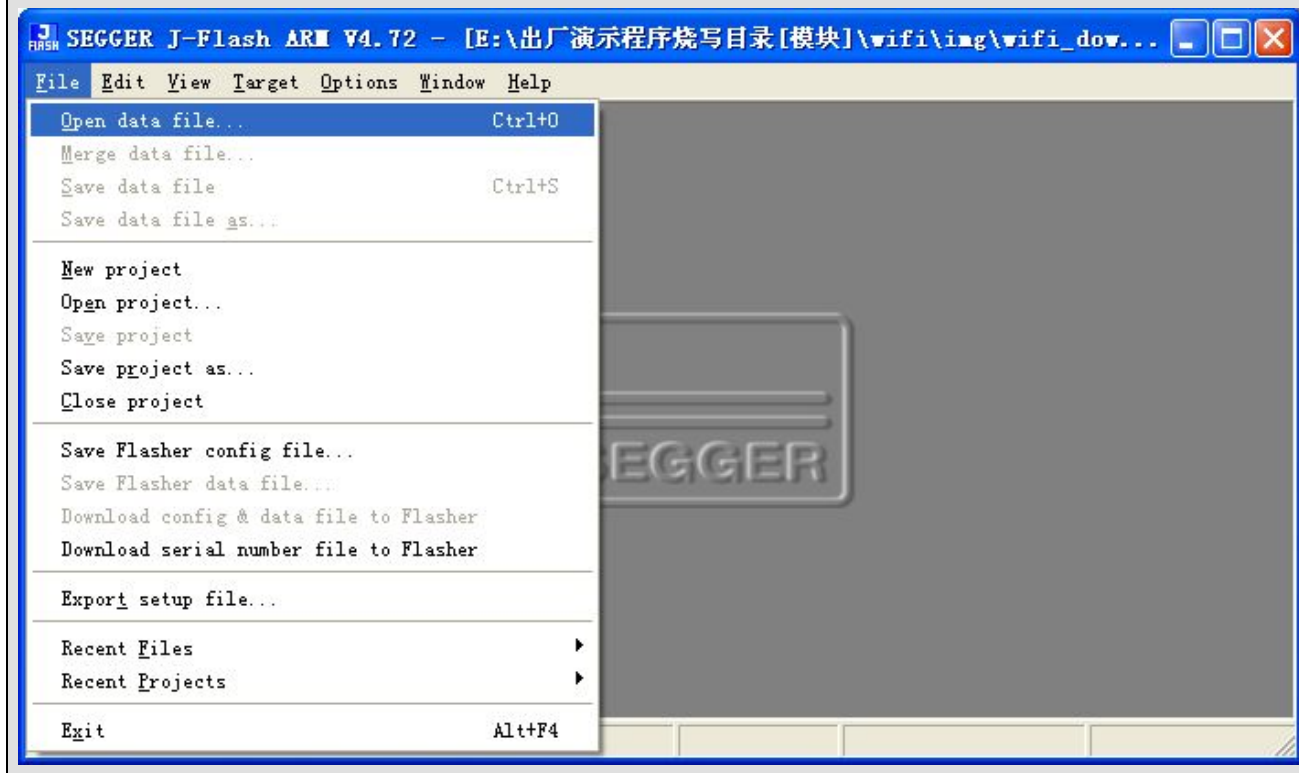 SEGGER J-Flash ARM V4.72 - [E:\出厂演示程序烧写目录[模块]\wifi\img\wifi_dow...
File Edit View Target Options Window Help
Open data file... Ctrl+O
Merge data file...
Save data file Ctrl+S
Save data file as...
New project
Open project...
Save project
Save project as...
Close project
Save Flasher config file...
Save Flasher data file...
Download config & data file to Flasher
Download serial number file to Flasher
Export setup file...
Recent Files
Recent Projects
Exit Alt+F4
SEGGER